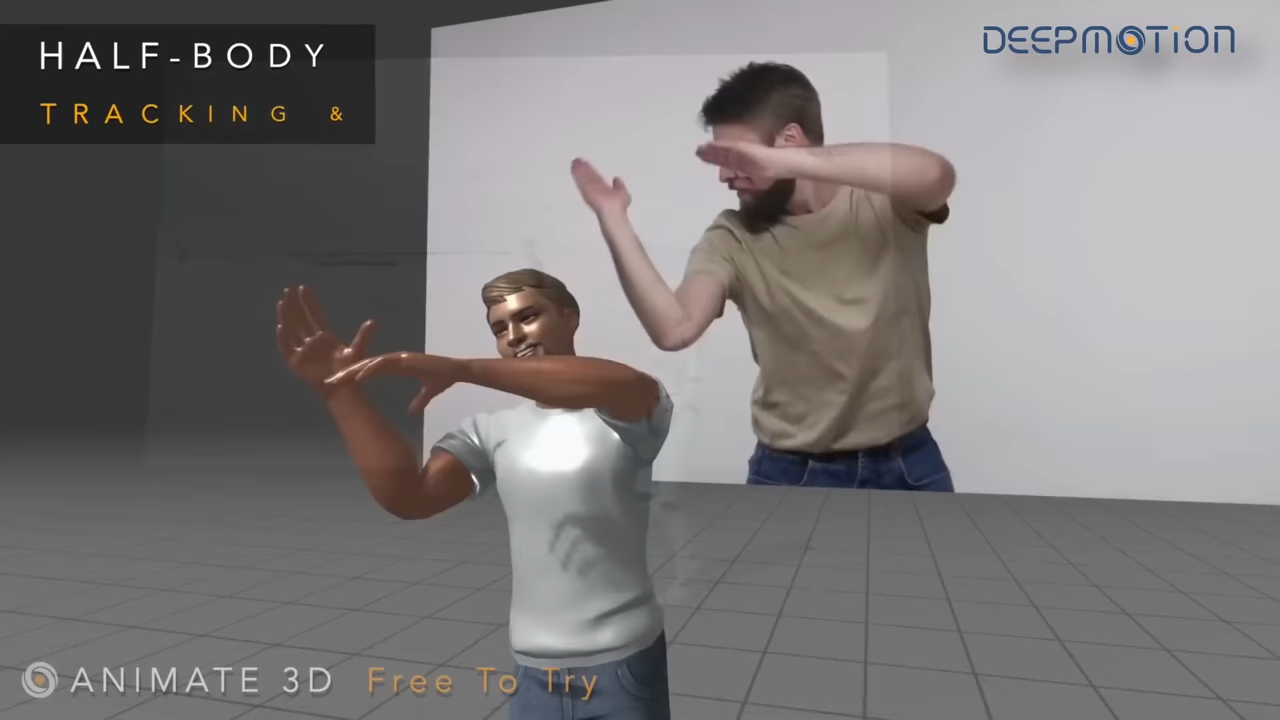 HALF-BODY
TRACKING &
DEEPMOTION
ANIMATE 3D Free To Try